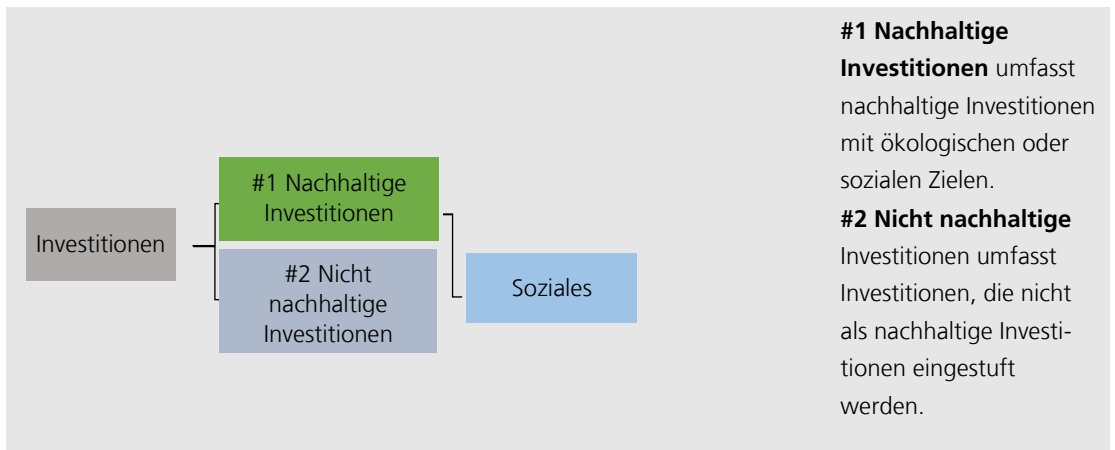 Investitionen
#1 Nachhaltige
Investitionen
#2 Nicht
nachhaltige
Investitionen
Soziales
#1 Nachhaltige
Investitionen umfasst
nachhaltige Investitionen
mit ökologischen oder
sozialen Zielen.
#2 Nicht nachhaltige
Investitionen umfasst
Investitionen, die nicht
als nachhaltige Investi-
tionen eingestuft
werden.